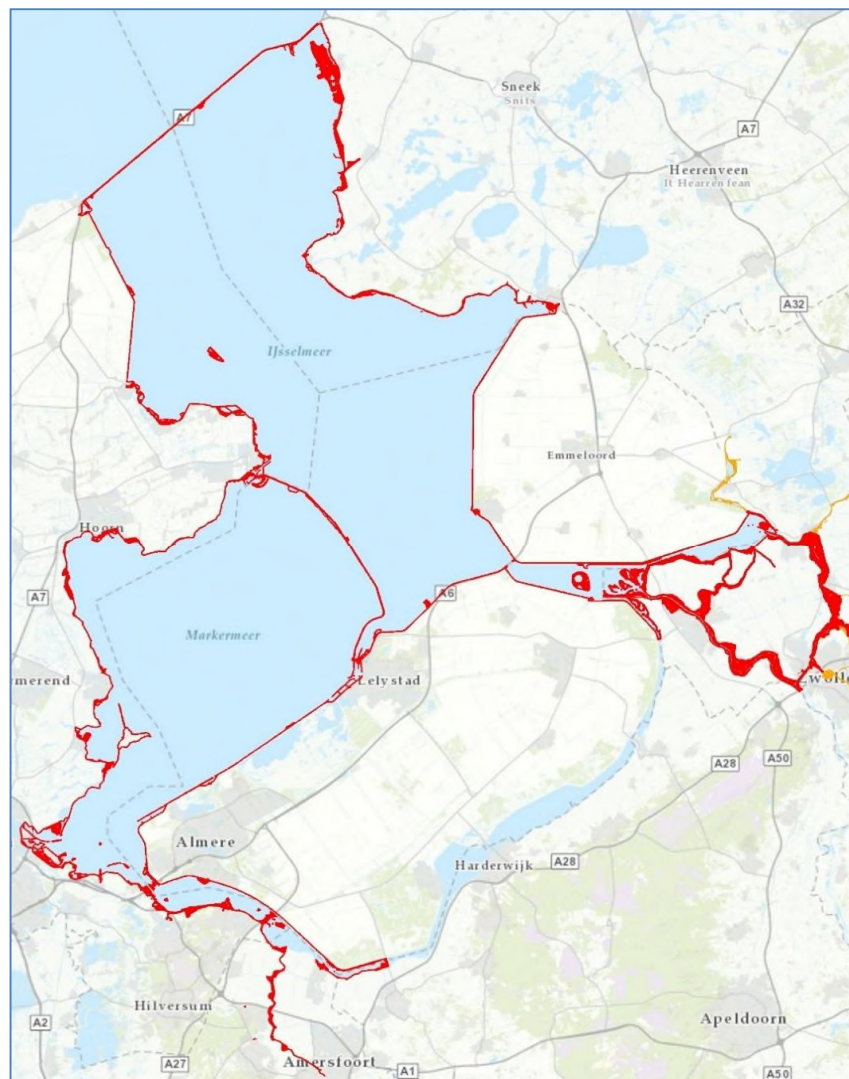 Sneek
Snits
A7
A7
Heerenveen
It Hearrenfean
A32
IJsselmeer
Emmeloord
Hoorn
A7
A6
Markermeer
rmerend
Lelystad
Zwolle
A28
A50
Almere
Harderwijk
A28
Hilversum
Apeldoorn
A2
A27
Amersfoort
A1
A50